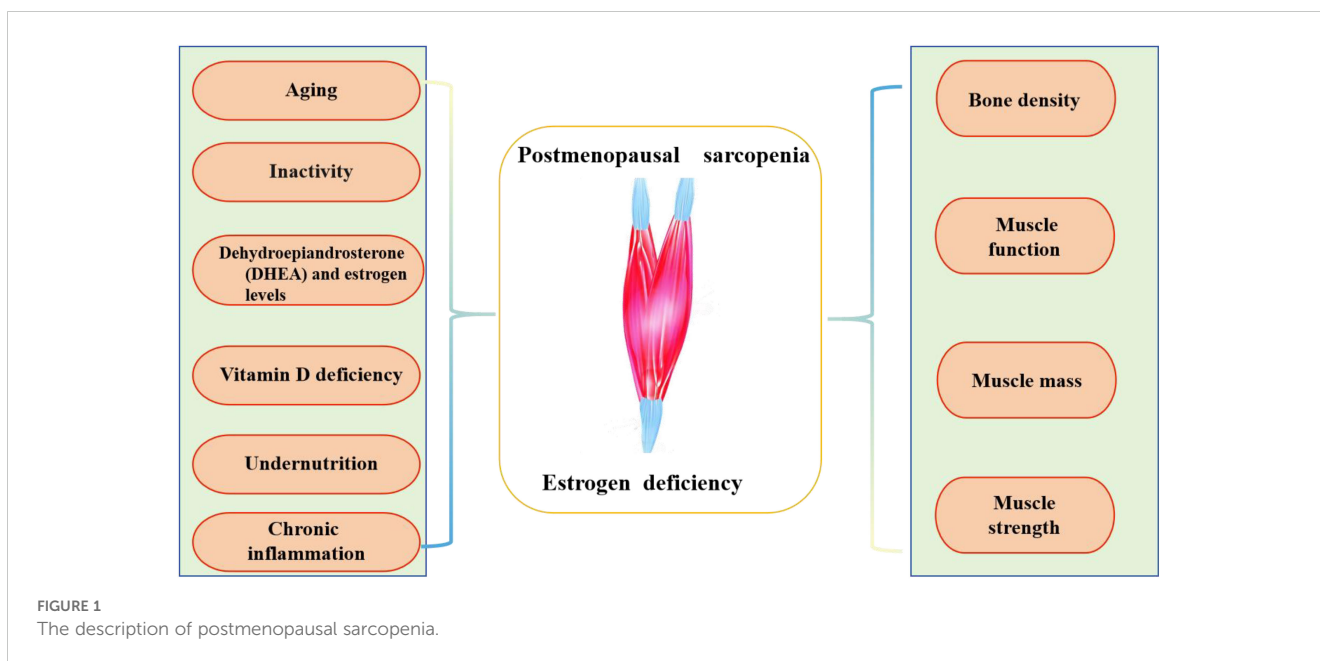 Aging
Inactivity
Dehydroepiandrosterone
(DHEA) and estrogen
levels
Vitamin D deficiency
Undernutrition
Chronic
inflammation
Postmenopausal sarcopenia
Estrogen deficiency
Bone density
Muscle
function
Muscle mass
Muscle
strength
FIGURE 1
The description of postmenopausal sarcopenia.